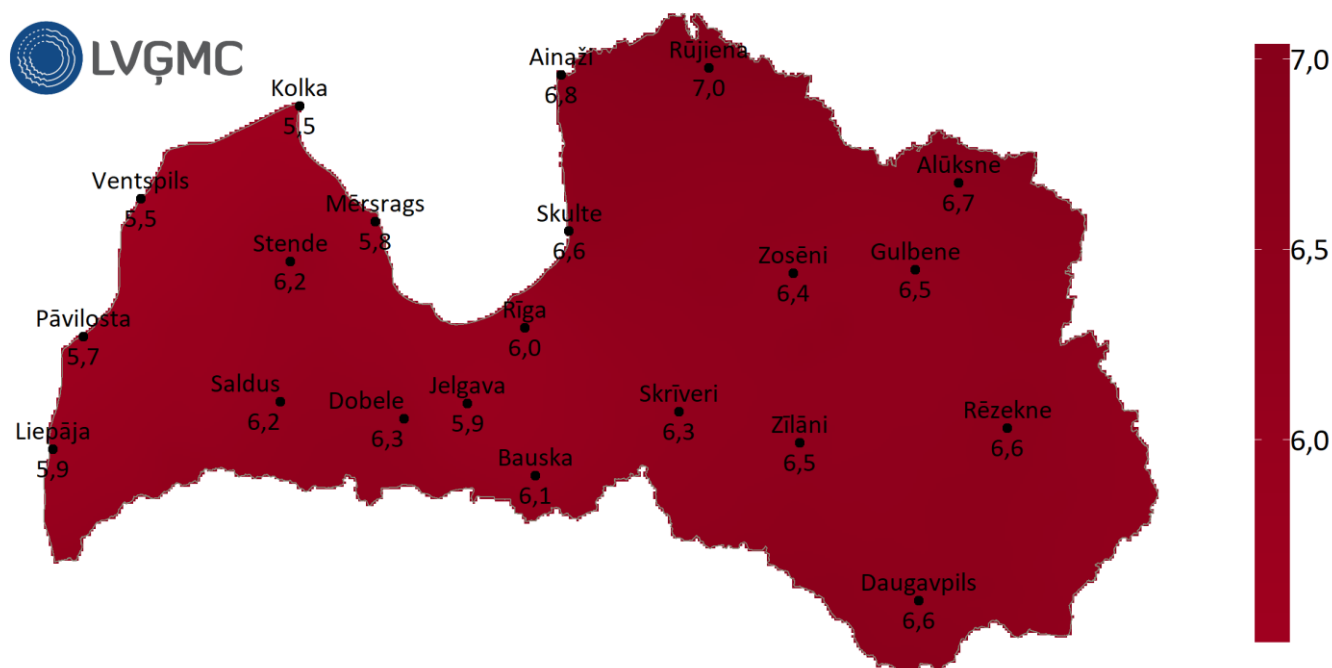 LVĢMC
Kolka
5,5
Ainaži
6,8
Rūjiena
7,0
Ventspils
5,5
Mērsrags
5,8
Stende
6,2
Skulte
6,6
Alūksne
6,7
Zosēni
6,4
Gulbene
6,5
Pāvilosta
5,7
Rīga
6,0
Saldus
6,2
Dobele
6,3
Jelgava
5,9
Skrīveri
6,3
Zīlāni
6,5
Rēzekne
6,6
Liepāja
5,9
Bauska
6,1
Daugavpils
6,6
7,0
6,5
6,0